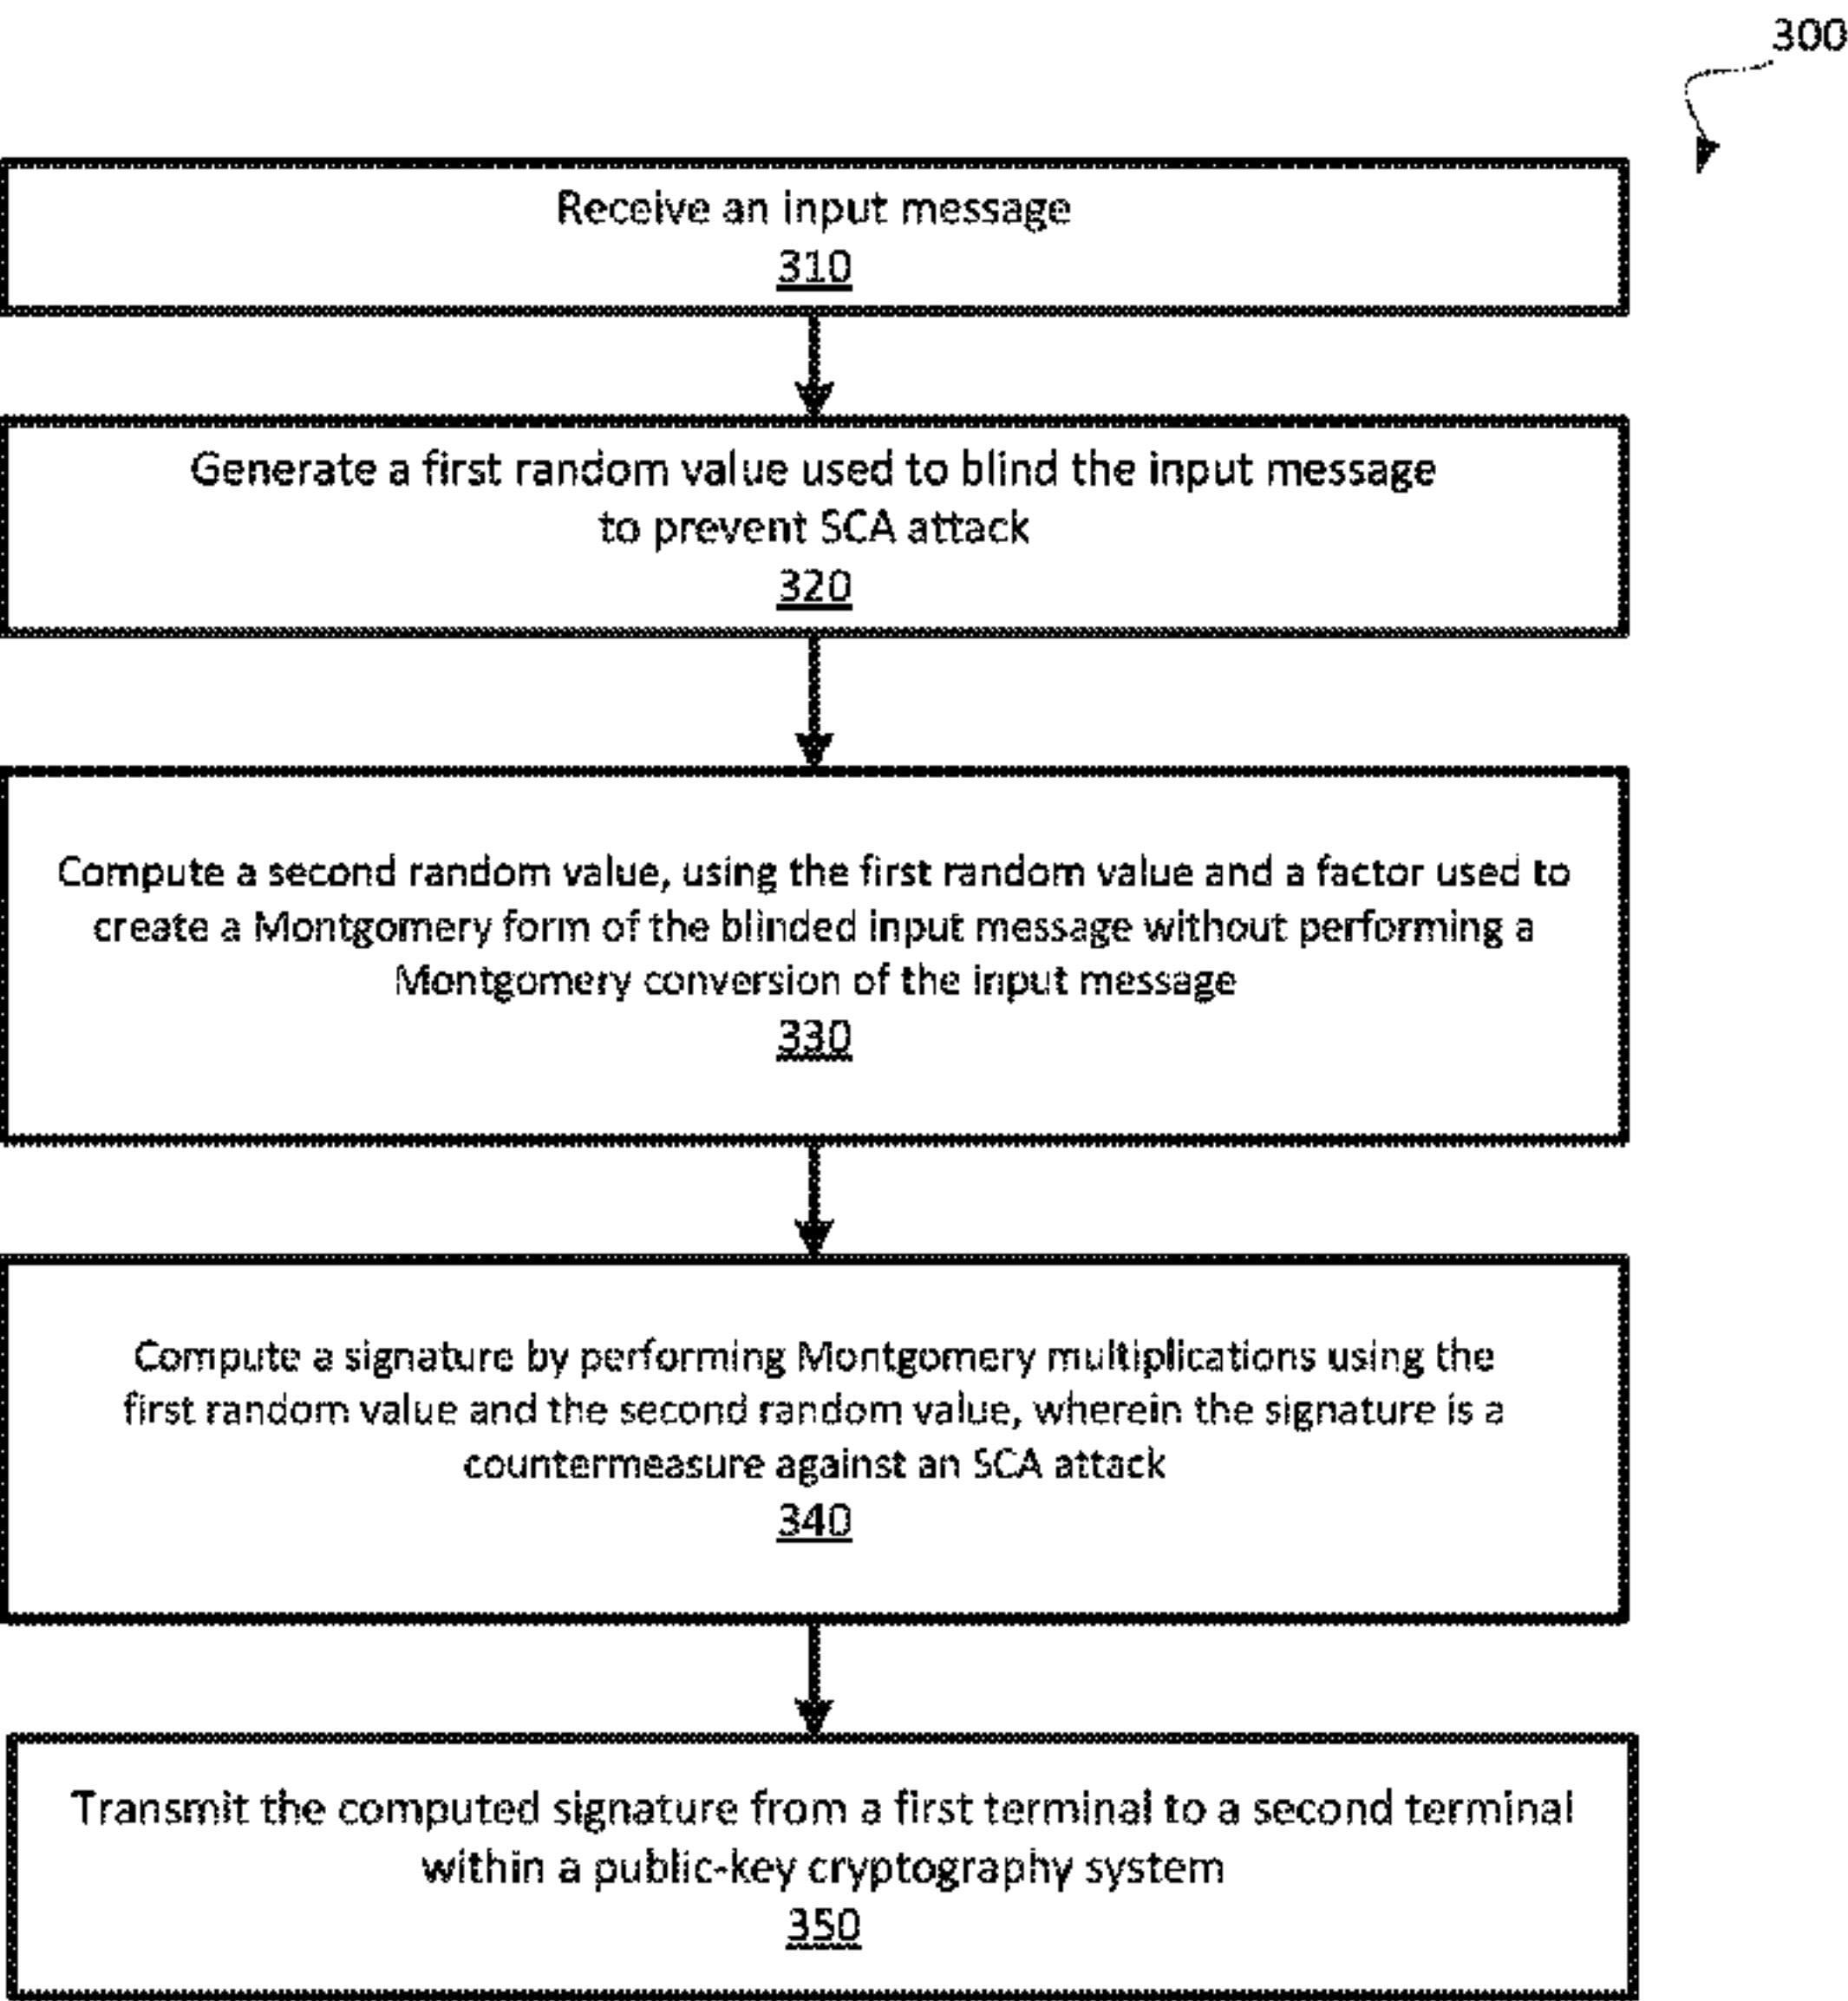 300
Receive an input message
310
Generate a first random value used to blind the input message
to prevent SCA attack
320
Compute a second random value, using the first random value and a factor used to
create a Montgomery form of the blinded input message without performing a
Montgomery conversion of the input message
330
Compute a signature by performing Montgomery multiplications using the
first random value and the second random value, wherein the signature is a
countermeasure against an SCA attack
340
Transmit the computed signature from a first terminal to a second terminal
within a public-key cryptography system
350